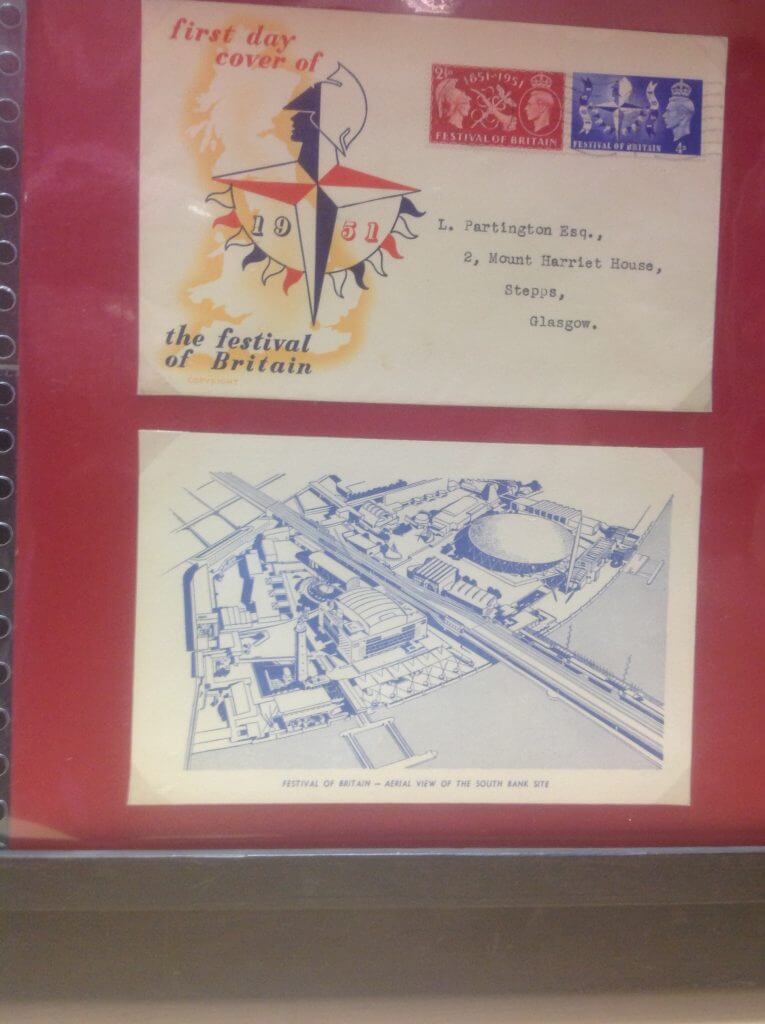 first day
cover of
19 51
the festival
of Britain
COPYRIGHT
2½D
1851-1951
FESTIVAL OF BRITAIN
FESTIVAL OF BRITAIN 4D
L. Partington Esq.,
2, Mount Harriet House,
Stepps,
Glasgow.
FESTIVAL OF BRITAIN — AERIAL VIEW OF THE SOUTH BANK SITE